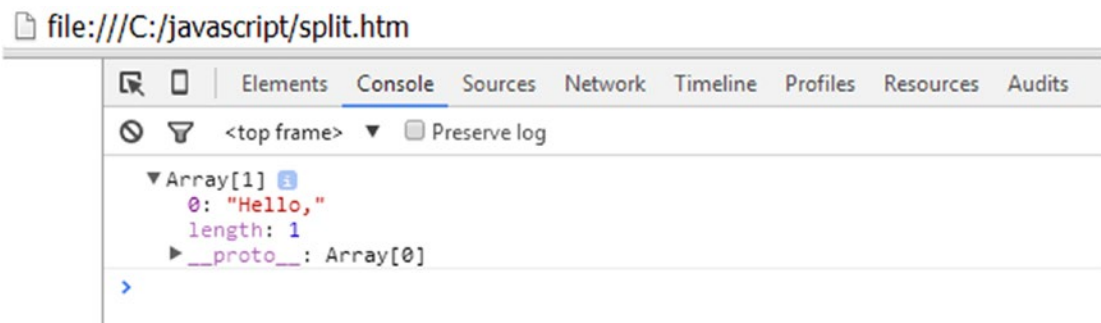 file:///C:/javascript/split.htm
Elements Console Sources Network Timeline Profiles Resources Audits
<top frame> ▼ Preserve log
▼Array[1] i
0: "Hello,"
length: 1
▶__proto__: Array[0]
>